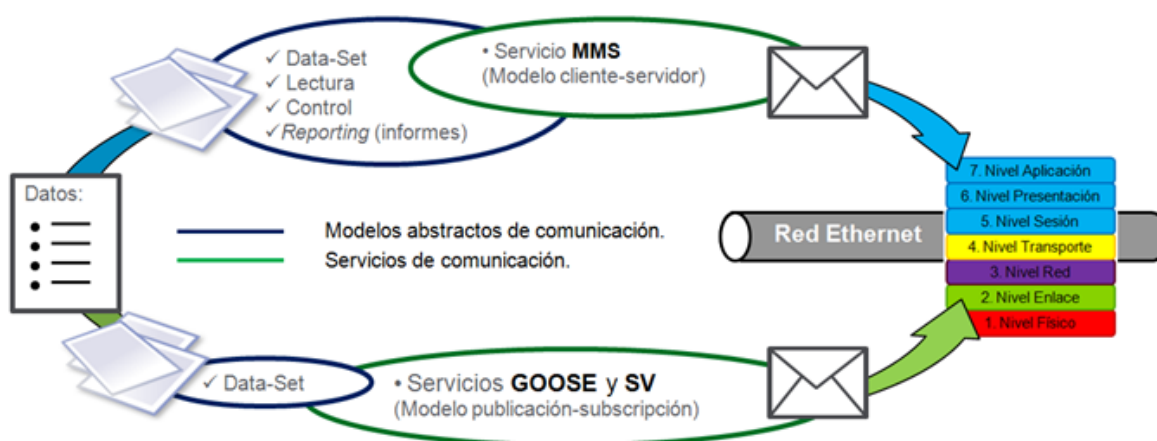 ✓ Data-Set
✓ Lectura
✓ Control
✓ Reporting (informes)
• Servicio MMS
(Modelo cliente-servidor)
Datos:
Modelos abstractos de comunicación.
Servicios de comunicación.
Red Ethernet
7. Nivel Aplicación
6. Nivel Presentación
5. Nivel Sesión
4. Nivel Transporte
3. Nivel Red
2. Nivel Enlace
1. Nivel Físico
✓ Data-Set
• Servicios GOOSE y SV
(Modelo publicación-subscripción)